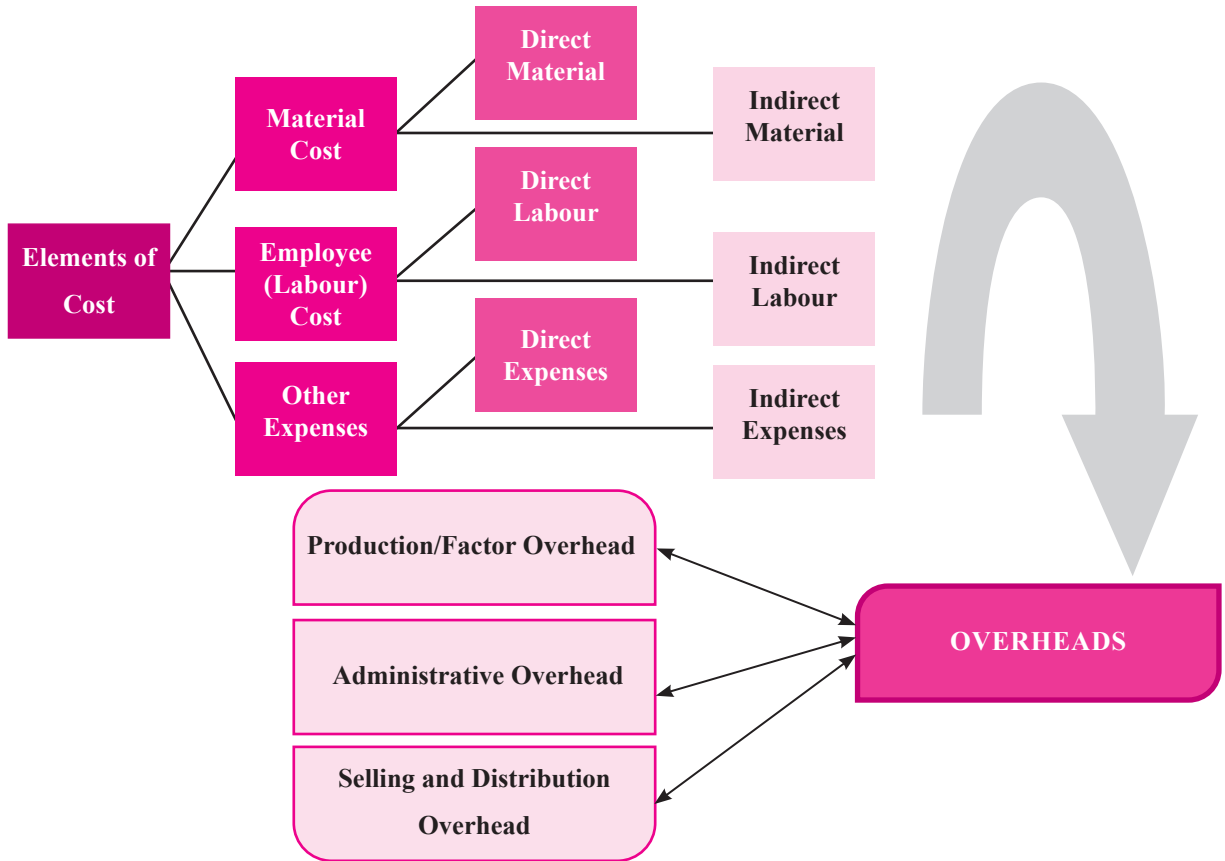 Elements of
Cost
Material
Cost
Direct
Material
Indirect
Material
Employee
(Labour)
Cost
Direct
Labour
Indirect
Labour
Other
Expenses
Direct
Expenses
Indirect
Expenses
Production/Factor Overhead
Administrative Overhead
Selling and Distribution
Overhead
OVERHEADS